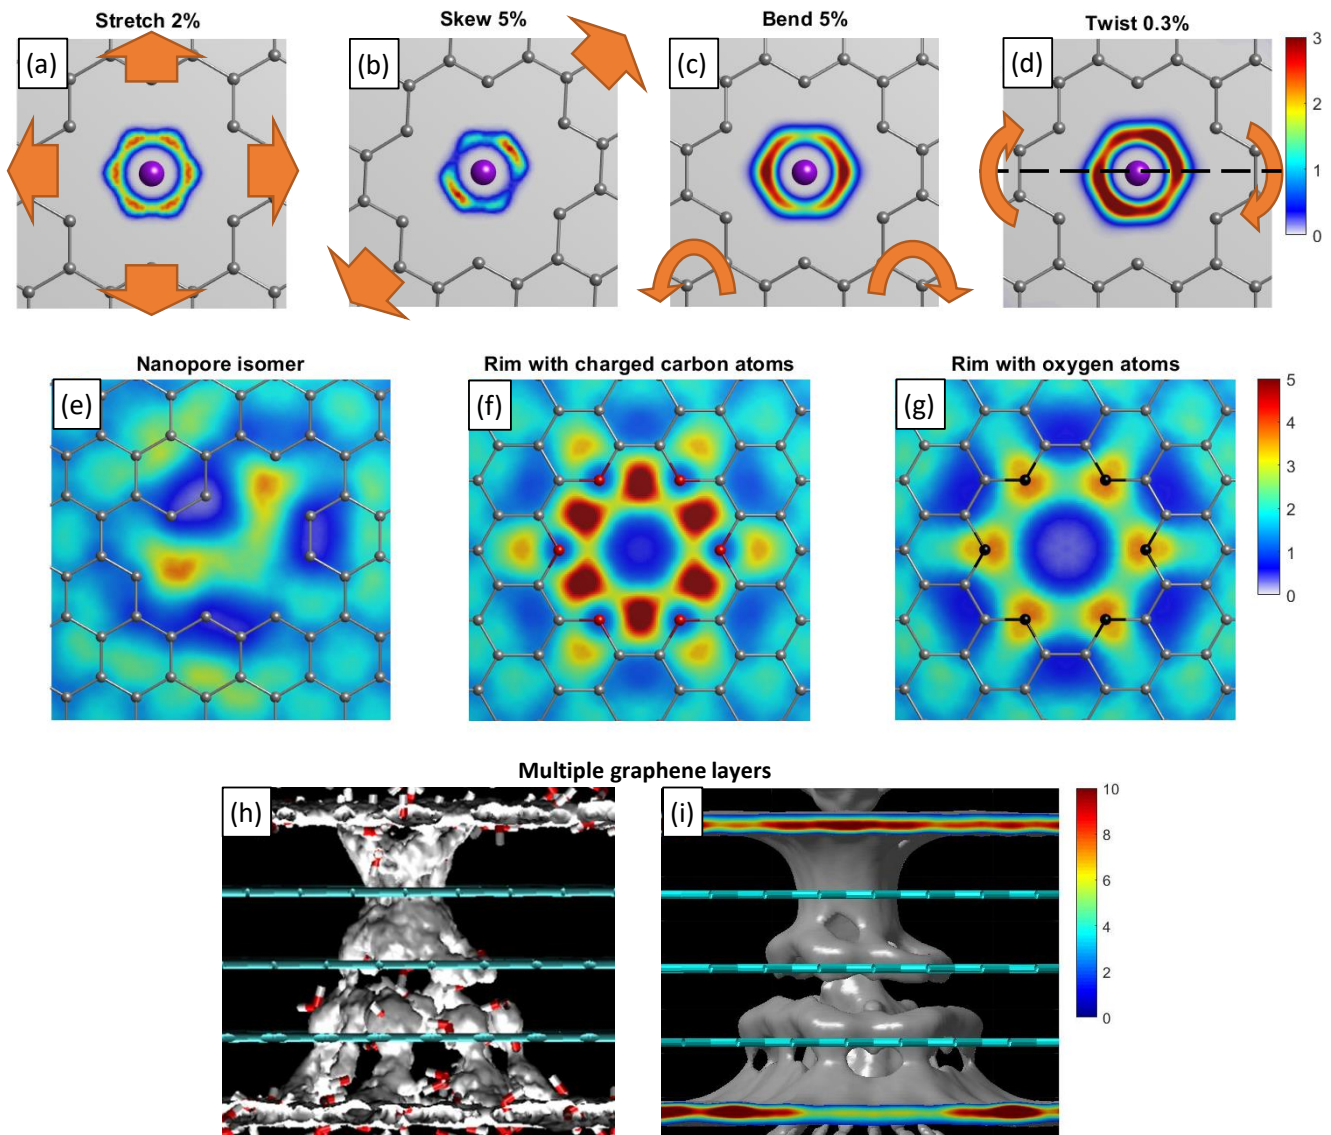 Stretch 2%
Skew 5%
Bend 5%
Twist 0.3%
(a)
(b)
(c)
(d)
3
2
1
0
Nanopore isomer
Rim with charged carbon atoms
Rim with oxygen atoms
(e)
(f)
(g)
5
4
3
2
1
0
Multiple graphene layers
(h)
(i)
10
8
6
4
2
0